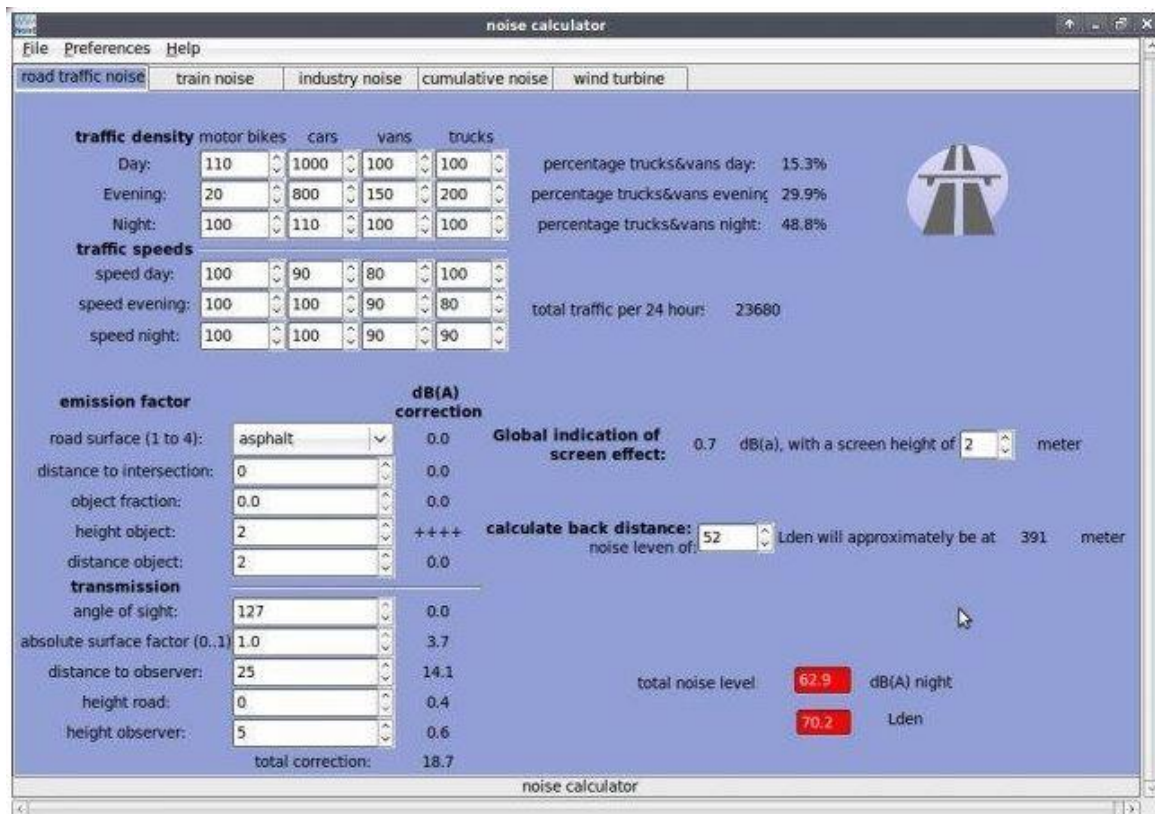 noise calculator
File Preferences Help
road traffic noise train noise industry noise cumulative noise wind turbine
traffic density motor bikes cars vans trucks
Day: 110 1000 100 100 percentage trucks&vans day: 15.3%
Evening: 20 800 150 200 percentage trucks&vans evening 29.9%
Night: 100 110 100 100 percentage trucks&vans night: 48.8%
traffic speeds
speed day: 100 90 80 100
speed evening: 100 100 90 80 total traffic per 24 hour: 23680
speed night: 100 100 90 90
emission factor dB(A) correction
road surface (1 to 4): asphalt 0.0 Global indication of screen effect: 0.7 dB(a), with a screen height of 2 meter
distance to intersection: 0 0.0
object fraction: 0.0 0.0
height object: 2 ++++ calculate back distance:
noise leven of: 52 Lden will approximately be at 391 meter
distance object: 2 0.0
transmission
angle of sight: 127 0.0
absolute surface factor (0..1) 1.0 3.7
distance to observer: 25 14.1 total noise level 62.9 dB(A) night
height road: 0 0.4 70.2 Lden
height observer: 5 0.6
total correction: 18.7
noise calculator